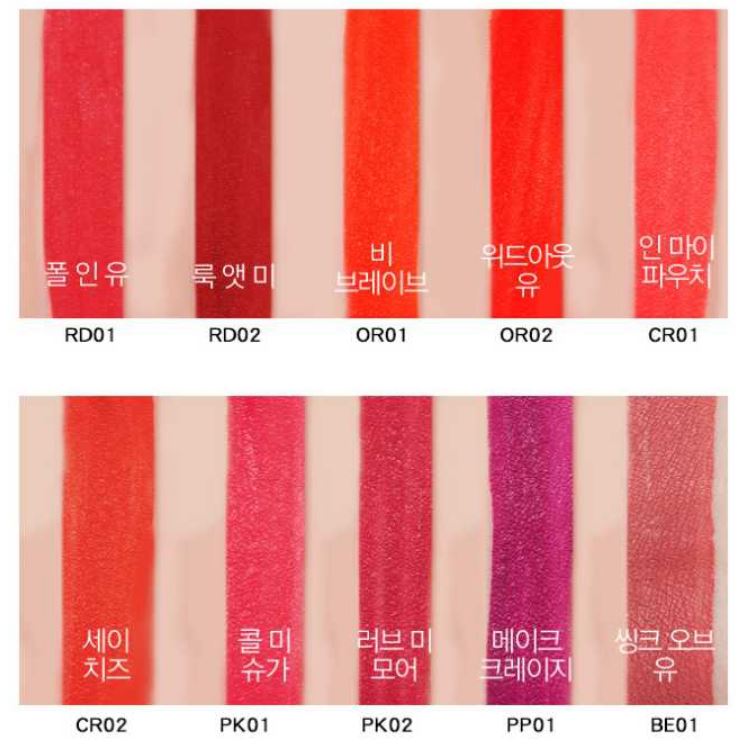 폴인유
룩앳미
비
브레이브
위드아웃
유
인 마이
파우치
RD01
RD02
OR01
OR02
CR01
세이
치즈
콜 미
슈가
러브 미
모어
메이크
크레이지
씽크 오브
유
CR02
PK01
PK02
PP01
BE01